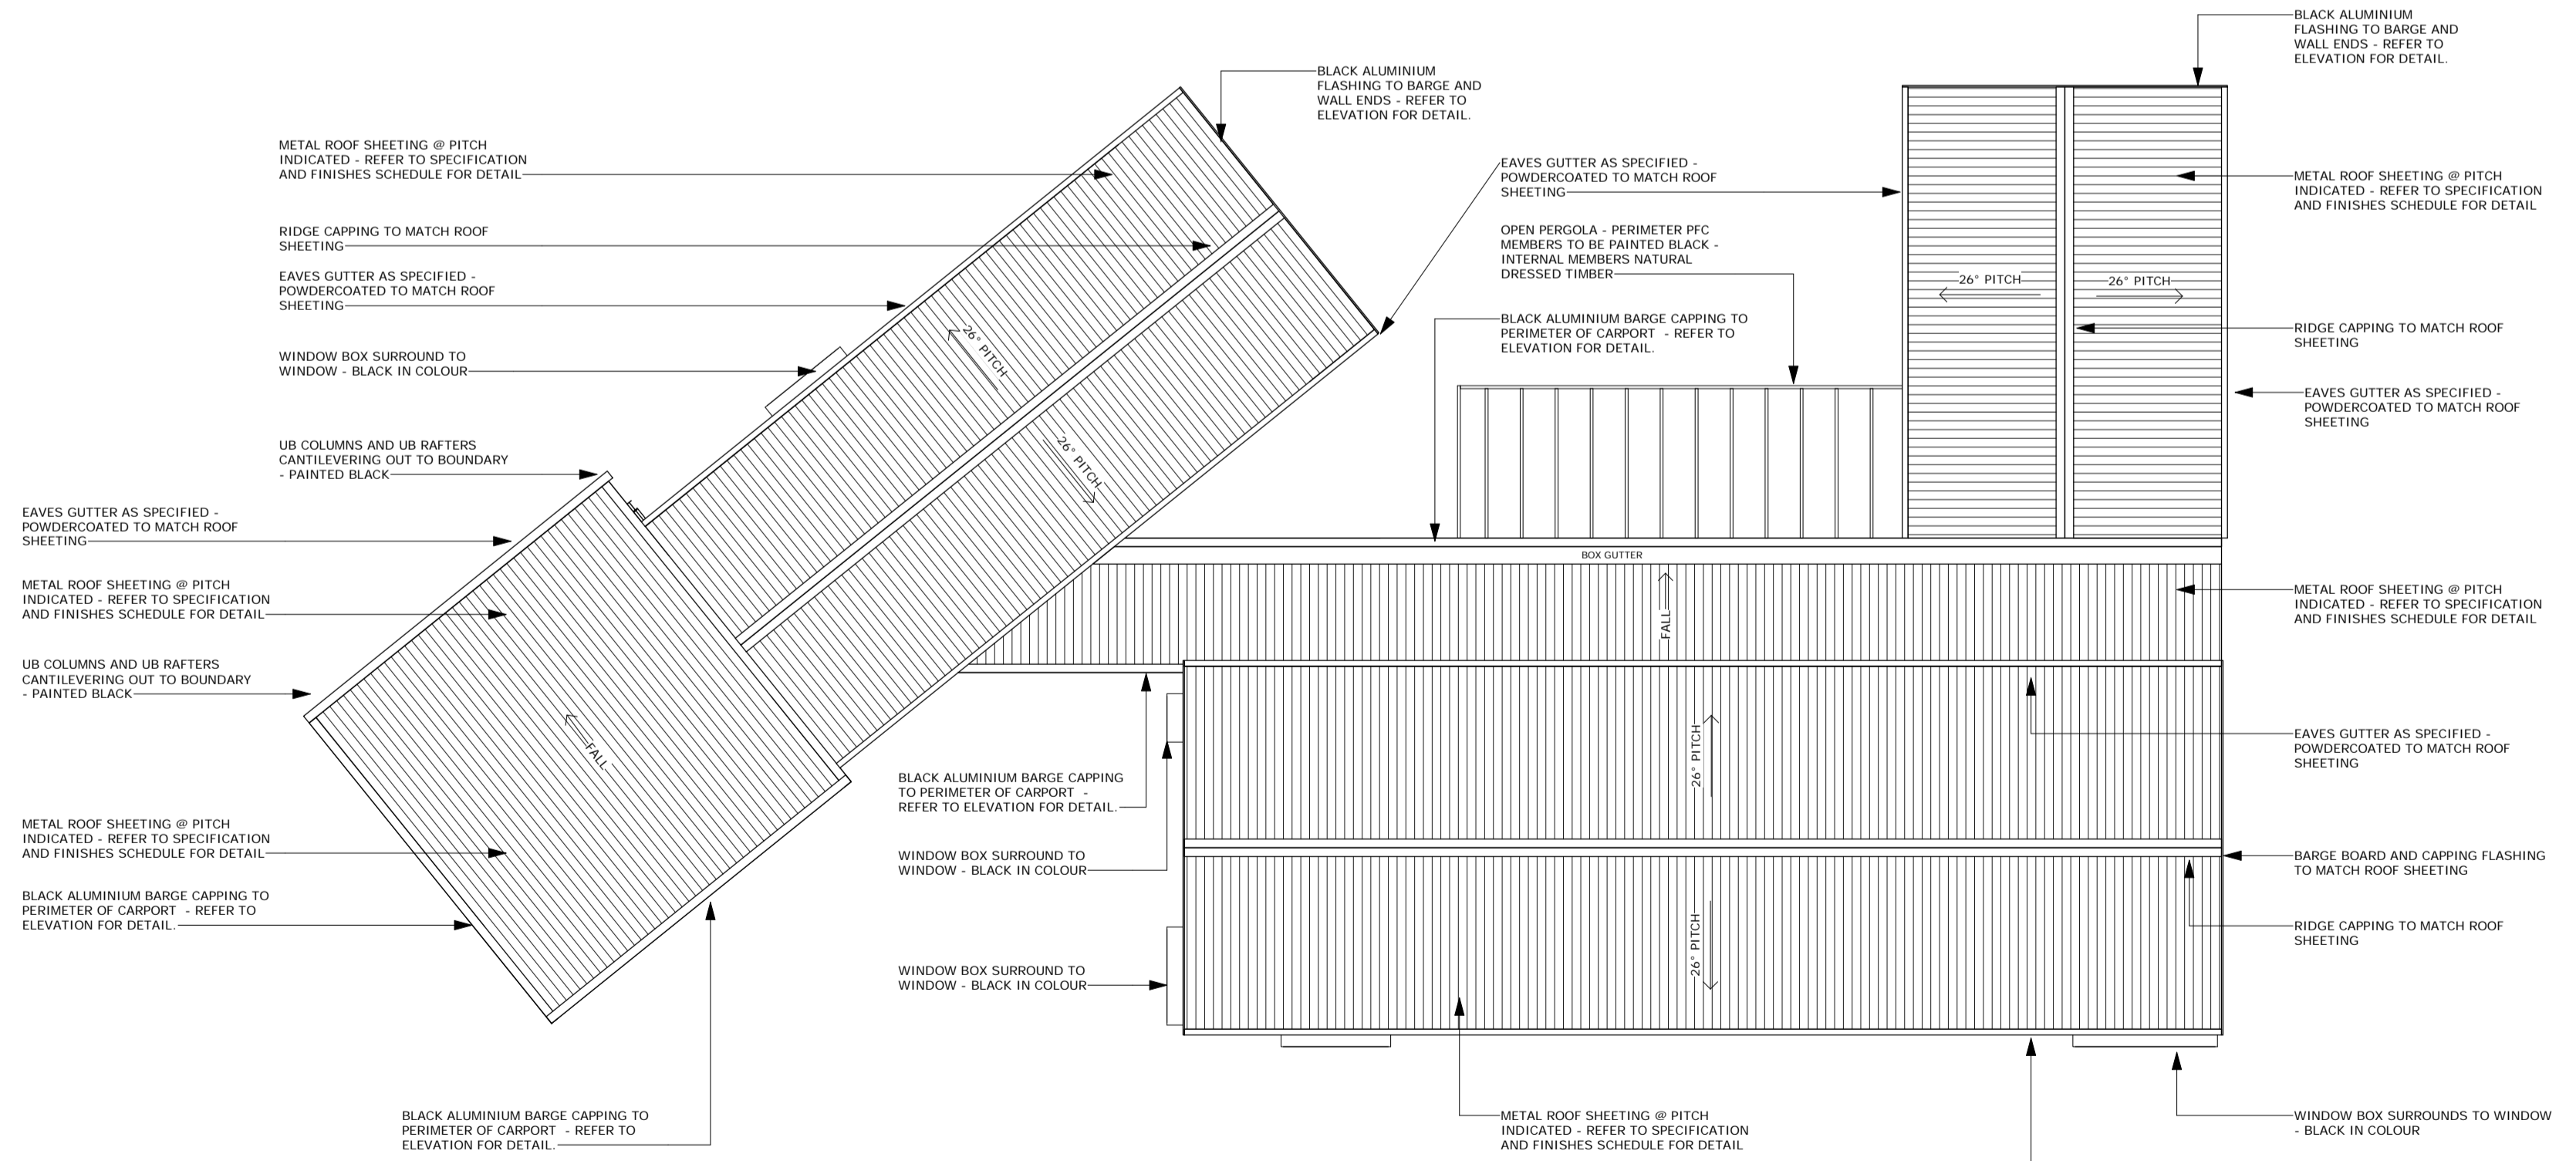 BLACK ALUMINIUM
FLASHING TO BARGE AND
WALL ENDS - REFER TO
ELEVATION FOR DETAIL.
BLACK ALUMINIUM
FLASHING TO BARGE AND
WALL ENDS - REFER TO
ELEVATION FOR DETAIL.
METAL ROOF SHEETING @ PITCH
INDICATED - REFER TO SPECIFICATION
AND FINISHES SCHEDULE FOR DETAIL
RIDGE CAPPING TO MATCH ROOF
SHEETING
EAVES GUTTER AS SPECIFIED -
POWDERCOATED TO MATCH ROOF
SHEETING
WINDOW BOX SURROUND TO
WINDOW - BLACK IN COLOUR
UB COLUMNS AND UB RAFTERS
CANTILEVERING OUT TO BOUNDARY
- PAINTED BLACK
EAVES GUTTER AS SPECIFIED -
POWDERCOATED TO MATCH ROOF
SHEETING
METAL ROOF SHEETING @ PITCH
INDICATED - REFER TO SPECIFICATION
AND FINISHES SCHEDULE FOR DETAIL
UB COLUMNS AND UB RAFTERS
CANTILEVERING OUT TO BOUNDARY
- PAINTED BLACK
METAL ROOF SHEETING @ PITCH
INDICATED - REFER TO SPECIFICATION
AND FINISHES SCHEDULE FOR DETAIL
BLACK ALUMINIUM BARGE CAPPING TO
PERIMETER OF CARPORT - REFER TO
ELEVATION FOR DETAIL.
BLACK ALUMINIUM BARGE CAPPING TO
PERIMETER OF CARPORT - REFER TO
ELEVATION FOR DETAIL.
26° PITCH
26° PITCH
FALL
EAVES GUTTER AS SPECIFIED -
POWDERCOATED TO MATCH ROOF
SHEETING
OPEN PERGOLA - PERIMETER PFC
MEMBERS TO BE PAINTED BLACK -
INTERNAL MEMBERS NATURAL
DRESSED TIMBER
BLACK ALUMINIUM BARGE CAPPING TO
PERIMETER OF CARPORT - REFER TO
ELEVATION FOR DETAIL.
26° PITCH
26° PITCH
BOX GUTTER
FALL
26° PITCH
26° PITCH
BLACK ALUMINIUM BARGE CAPPING
TO PERIMETER OF CARPORT -
REFER TO ELEVATION FOR DETAIL.
WINDOW BOX SURROUND TO
WINDOW - BLACK IN COLOUR
WINDOW BOX SURROUND TO
WINDOW - BLACK IN COLOUR
METAL ROOF SHEETING @ PITCH
INDICATED - REFER TO SPECIFICATION
AND FINISHES SCHEDULE FOR DETAIL
METAL ROOF SHEETING @ PITCH
INDICATED - REFER TO SPECIFICATION
AND FINISHES SCHEDULE FOR DETAIL
RIDGE CAPPING TO MATCH ROOF
SHEETING
EAVES GUTTER AS SPECIFIED -
POWDERCOATED TO MATCH ROOF
SHEETING
METAL ROOF SHEETING @ PITCH
INDICATED - REFER TO SPECIFICATION
AND FINISHES SCHEDULE FOR DETAIL
EAVES GUTTER AS SPECIFIED -
POWDERCOATED TO MATCH ROOF
SHEETING
BARGE BOARD AND CAPPING FLASHING
TO MATCH ROOF SHEETING
RIDGE CAPPING TO MATCH ROOF
SHEETING
WINDOW BOX SURROUNDS TO WINDOW
- BLACK IN COLOUR